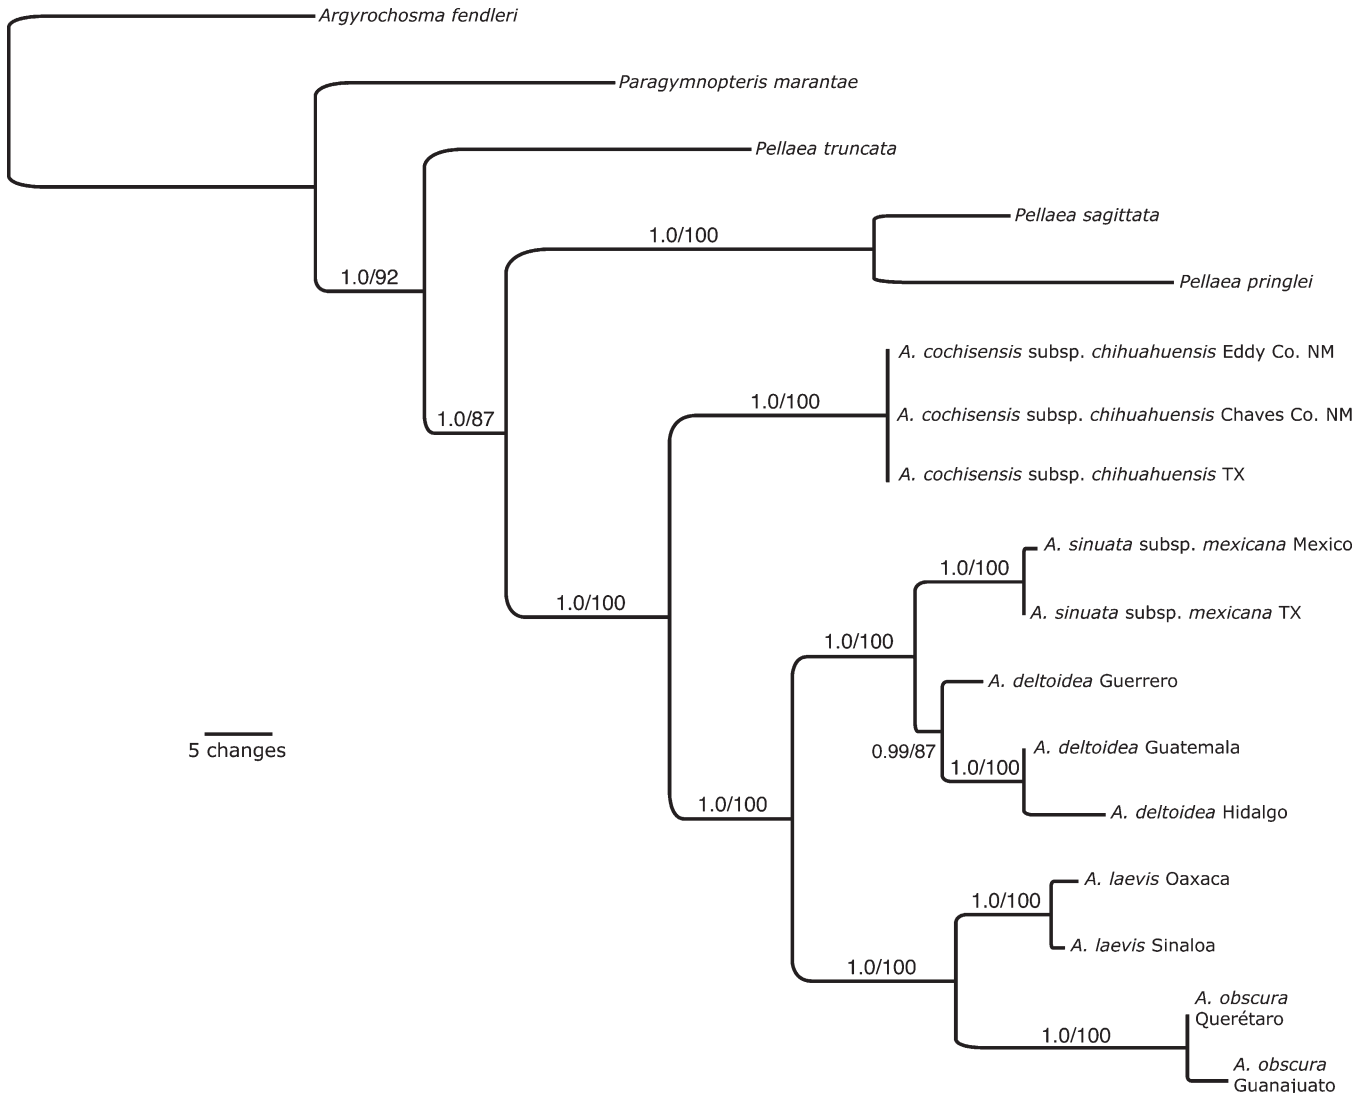 Argyrochosma fendleri
Paragymnopteris marantae
Pellaea truncata
Pellaea sagittata
1.0/100
1.0/92
Pellaea pringlei
A. cochisensis subsp. chihuahuensis Eddy Co. NM
1.0/100
1.0/87
A. cochisensis subsp. chihuahuensis Chaves Co. NM
A. cochisensis subsp. chihuahuensis TX
A. sinuata subsp. mexicana Mexico
1.0/100
1.0/100
A. sinuata subsp. mexicana TX
1.0/100
A. deltoidea Guerrero
5 changes
0.99/87
A. deltoidea Guatemala
1.0/100
1.0/100
A. deltoidea Hidalgo
A. laevis Oaxaca
1.0/100
A. laevis Sinaloa
1.0/100
A. obscura
Querétaro
1.0/100
A. obscura
Guanajuato